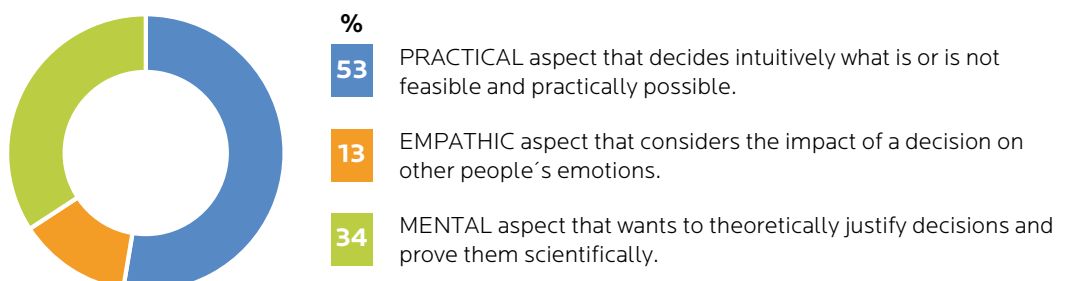 %
53
PRACTICAL aspect that decides intuitively what is or is not
feasible and practically possible.
13
EMPATHIC aspect that considers the impact of a decision on
other people´s emotions.
34
MENTAL aspect that wants to theoretically justify decisions and
prove them scientifically.